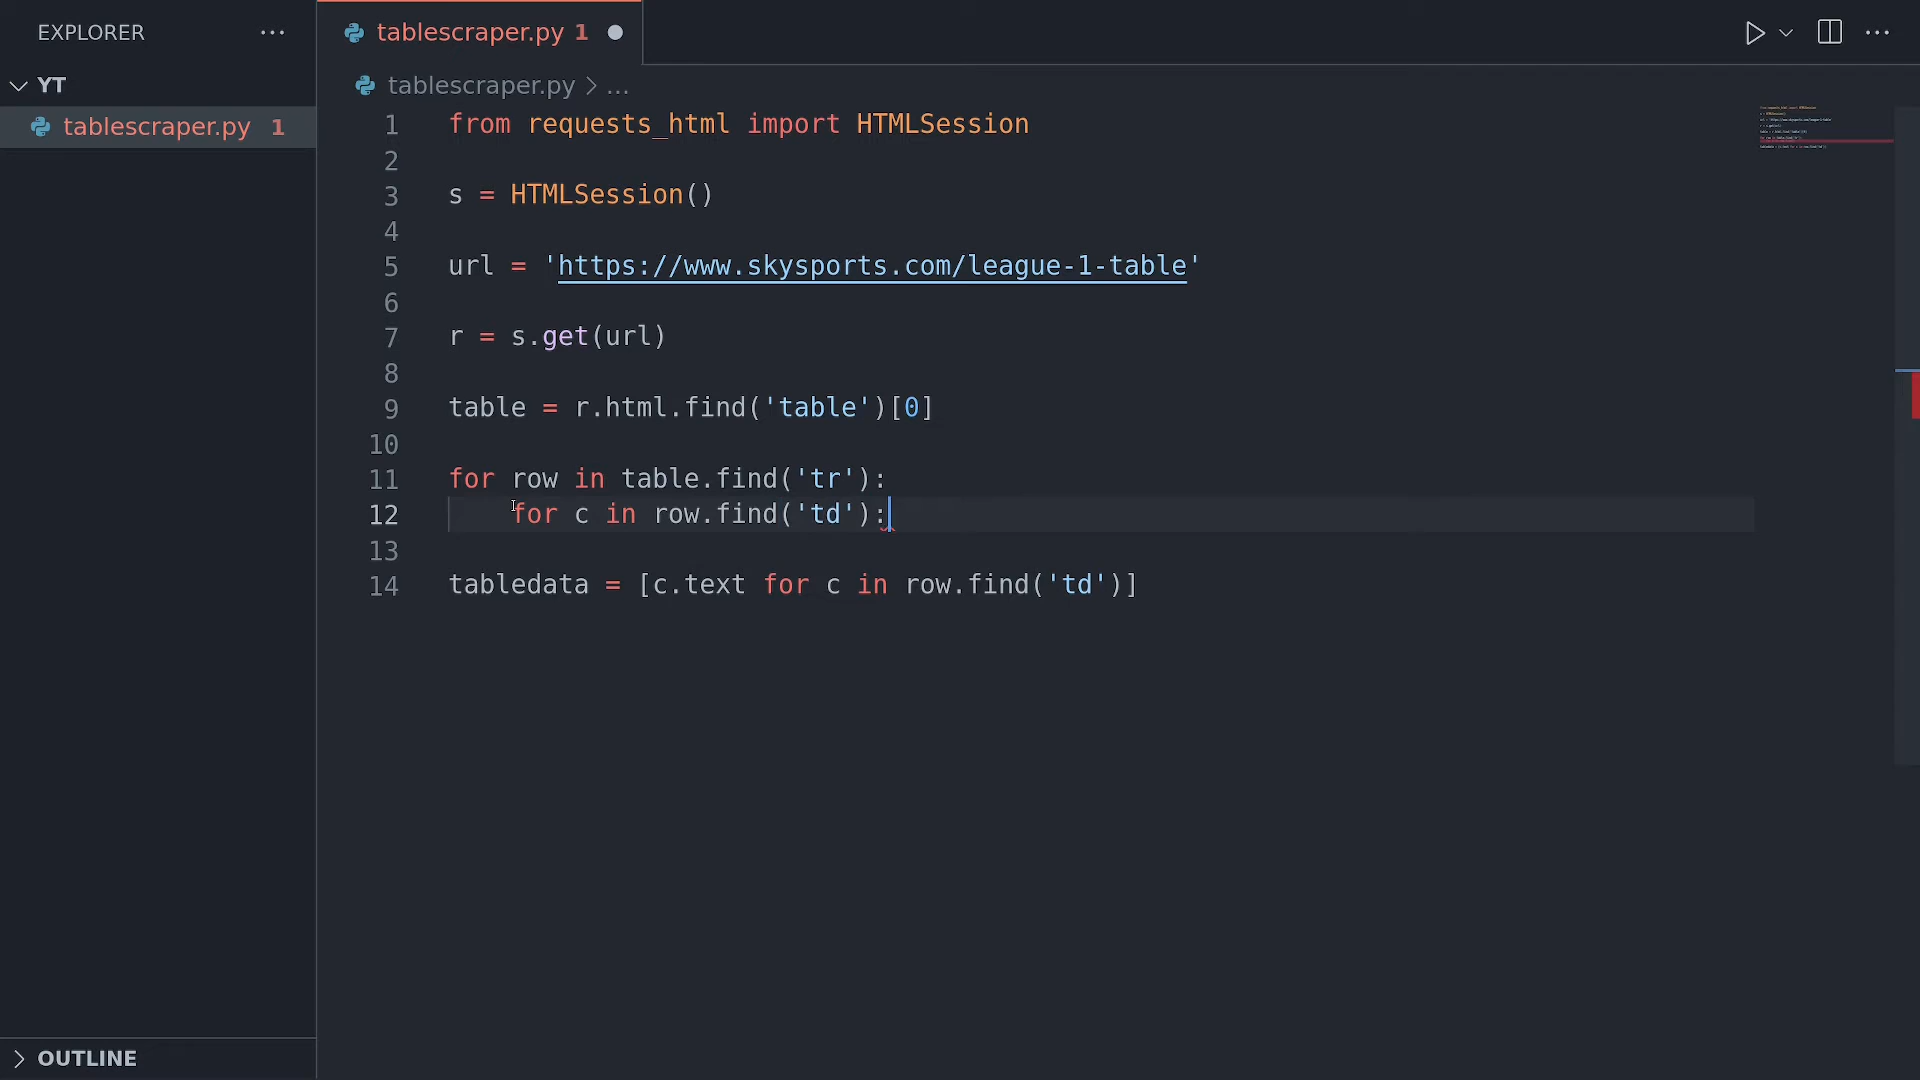 EXPLORER
YT
tablescraper.py 1
OUTLINE
tablescraper.py 1
tablescraper.py > ...
1 from requests_html import HTMLSession
2
3 s = HTMLSession()
4
5 url = 'https://www.skysports.com/league-1-table'
6
7 r = s.get(url)
8
9 table = r.html.find('table')[0]
10
11 for row in table.find('tr'):
12     for c in row.find('td'):
13
14 tabledata = [c.text for c in row.find('td')]